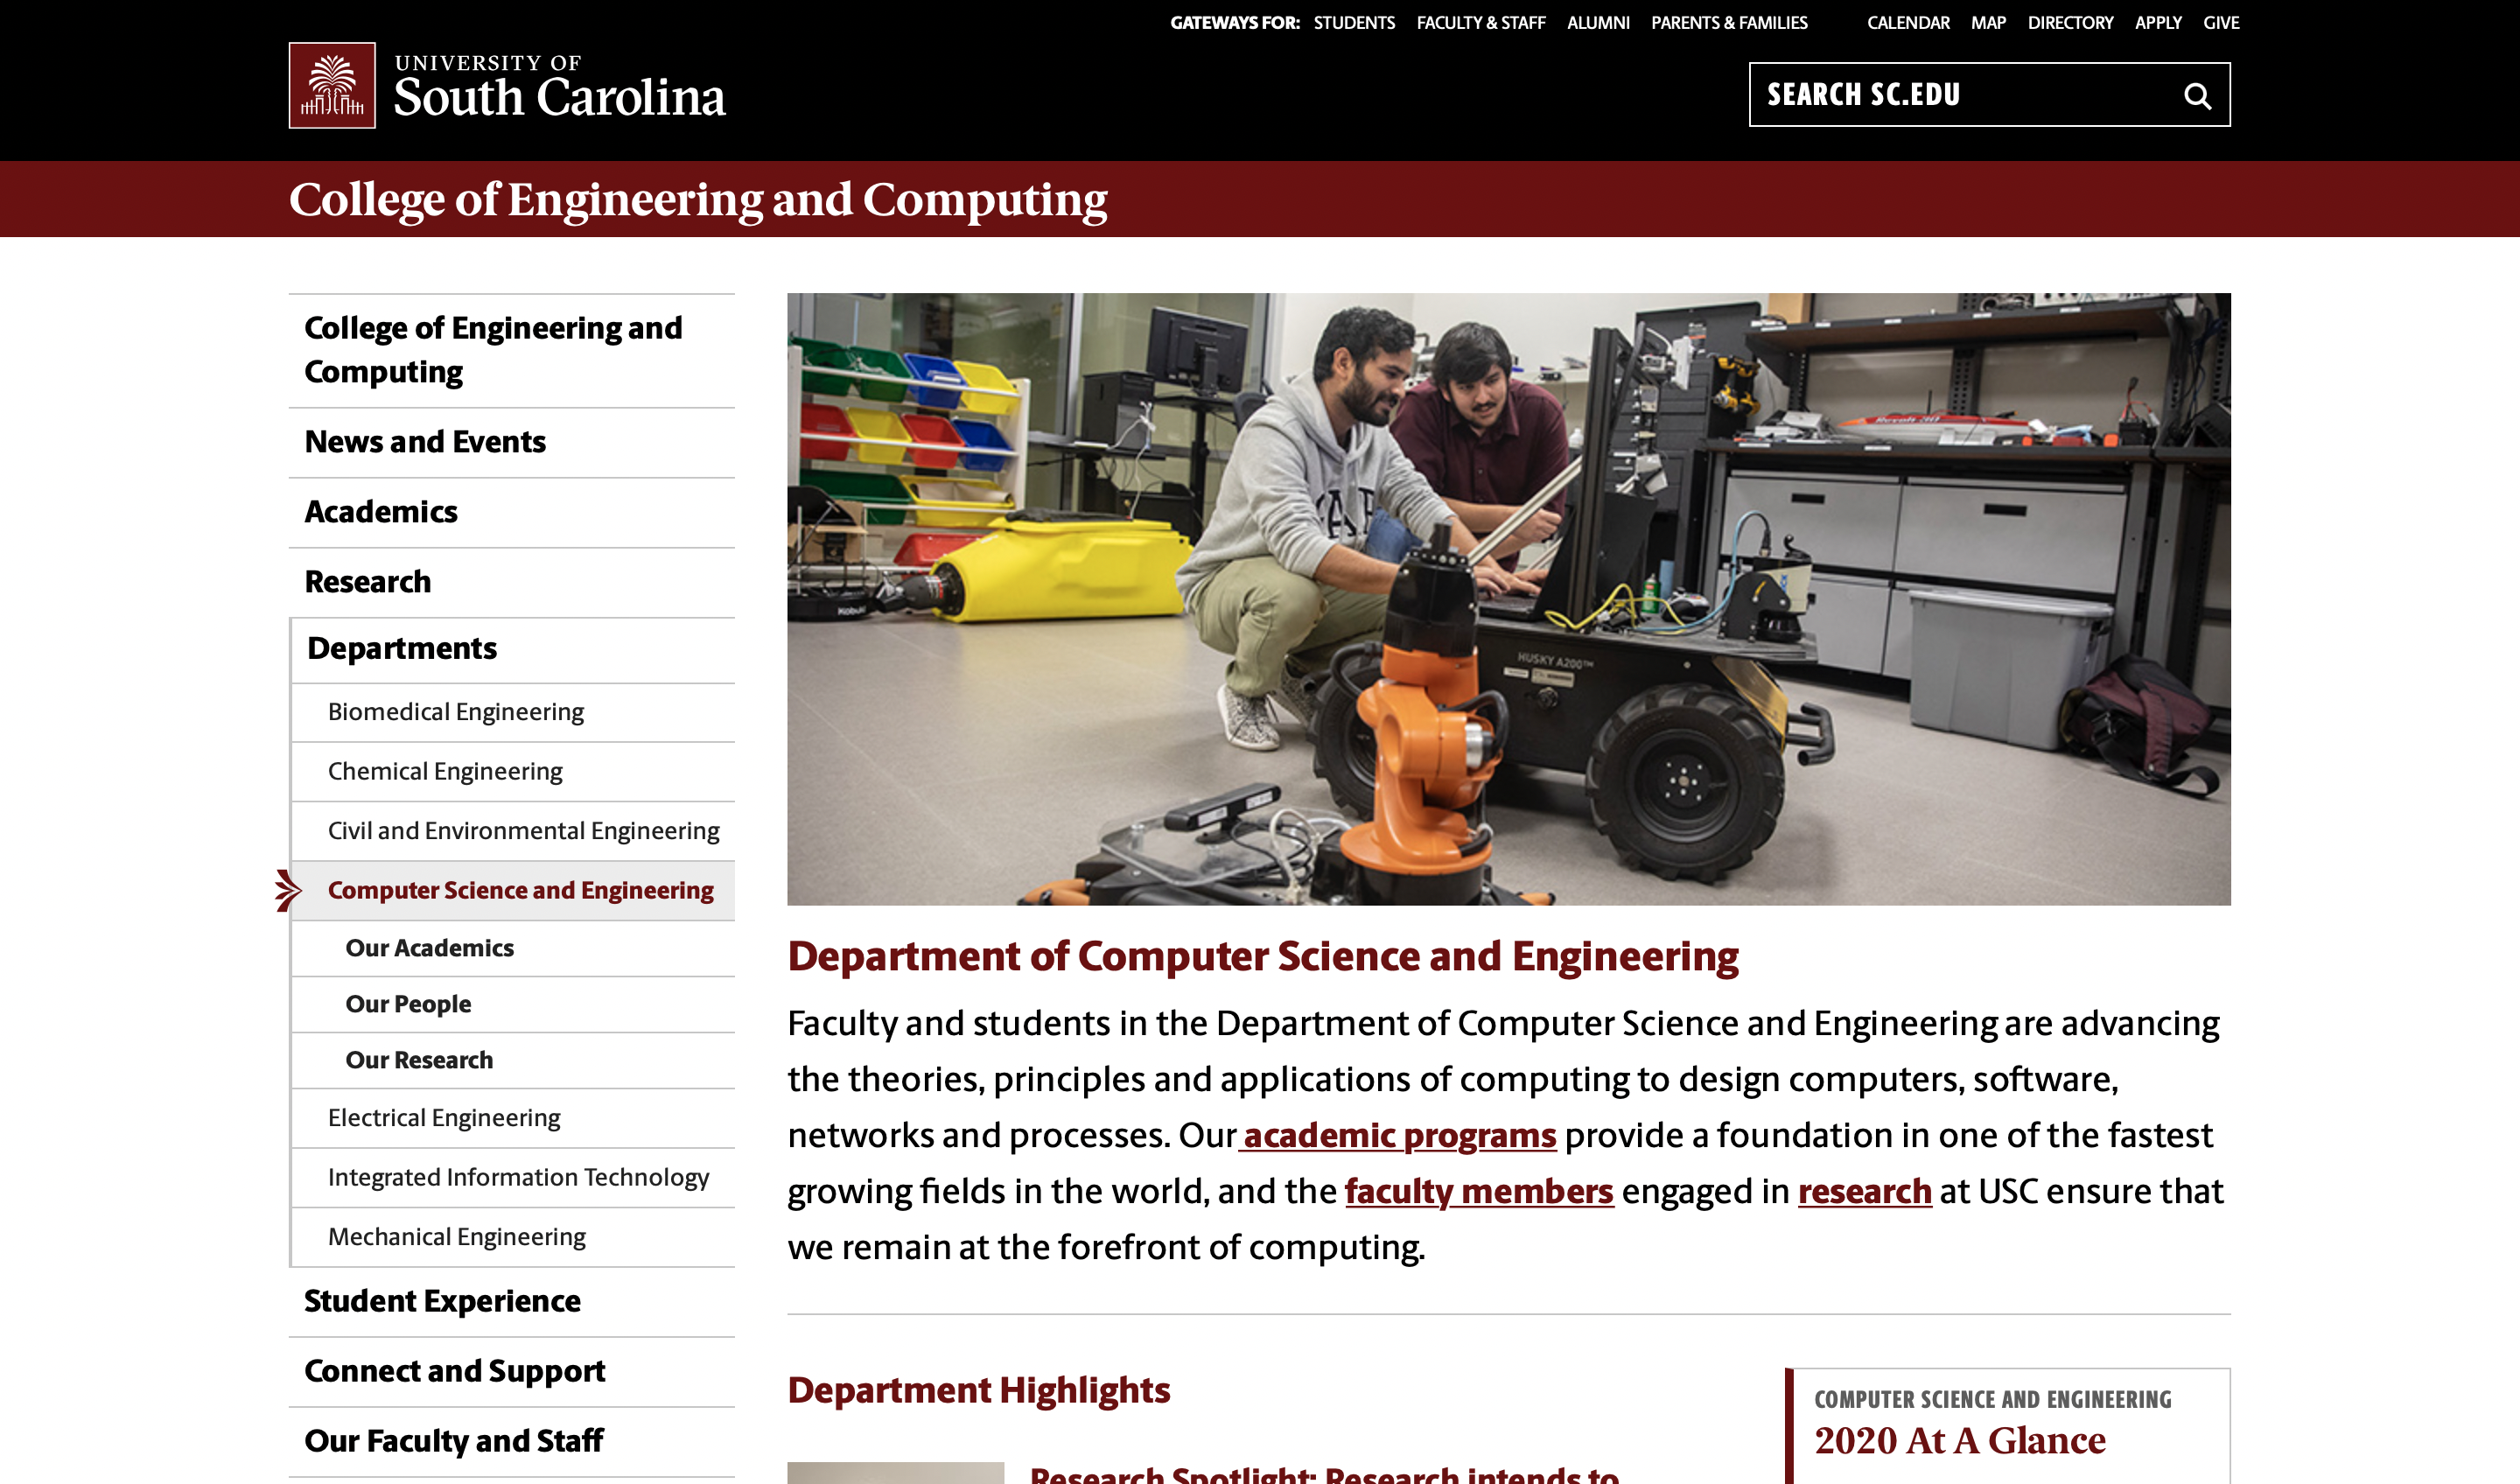 GATEWAYS FOR: STUDENTS FACULTY & STAFF ALUMNI PARENTS & FAMILIES CALENDAR MAP DIRECTORY APPLY GIVE
UNIVERSITY OF
South Carolina
SEARCH SC.EDU
College of Engineering and Computing
College of Engineering and
Computing
News and Events
Academics
Research
Departments
Biomedical Engineering
Chemical Engineering
Civil and Environmental Engineering
Computer Science and Engineering
Our Academics
Our People
Our Research
Electrical Engineering
Integrated Information Technology
Mechanical Engineering
Student Experience
Connect and Support
Our Faculty and Staff
HUSKY A200™
Kobuki
Department of Computer Science and Engineering
Faculty and students in the Department of Computer Science and Engineering are advancing
the theories, principles and applications of computing to design computers, software,
networks and processes. Our academic programs provide a foundation in one of the fastest
growing fields in the world, and the faculty members engaged in research at USC ensure that
we remain at the forefront of computing.
Department Highlights
Research Spotlight: Research intends to
COMPUTER SCIENCE AND ENGINEERING
2020 At A Glance